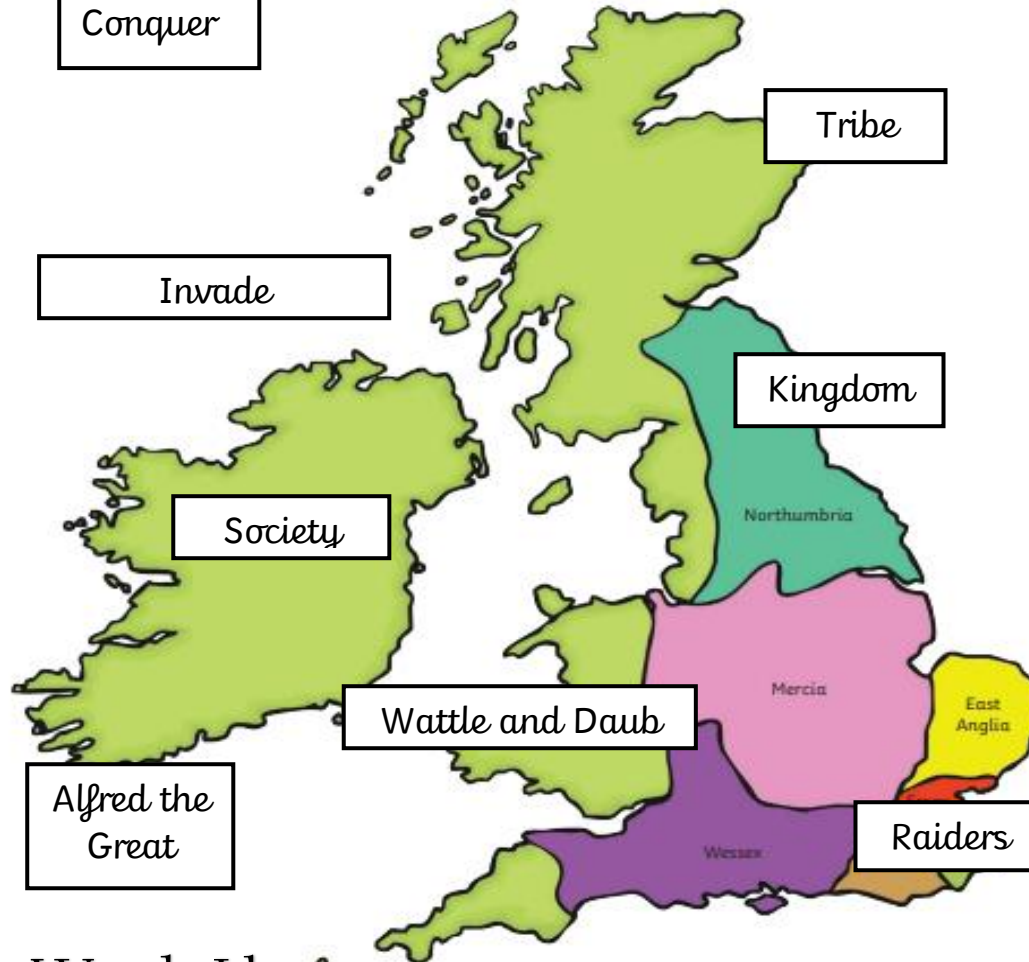 Conquer
Tribe
Invade
Kingdom
Society
Northumbria
Mercia
East
Anglia
Wattle and Daub
Alfred the
Great
Raiders
Wessex